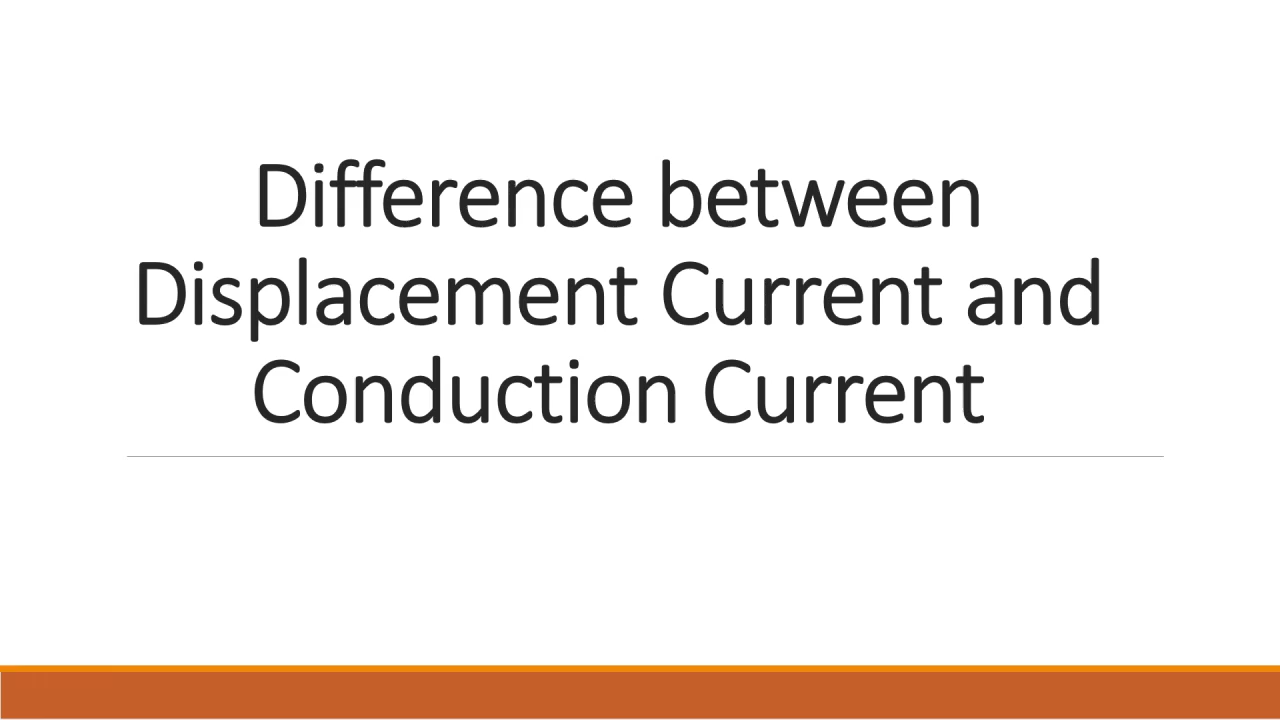 Difference between
Displacement Current and
Conduction Current